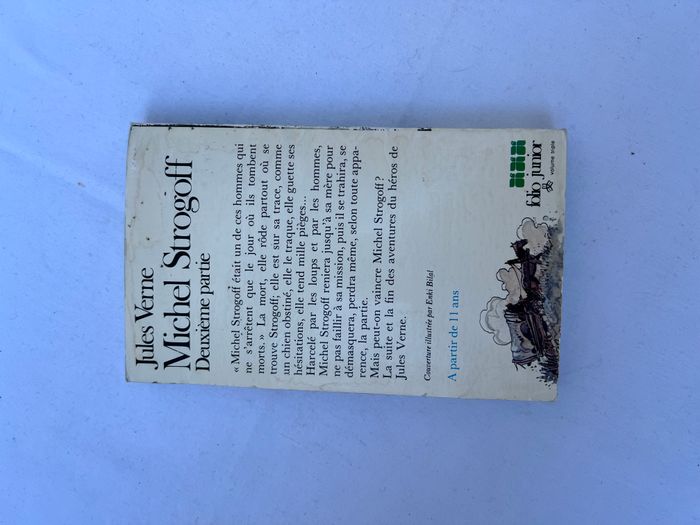 Jules Verne
Michel Strogoff
Deuxième partie
« Michel Strogoff était un de ces hommes qui
ne s'arrêtent que le jour où ils tombent
morts. » La mort, elle rôde partout où se
trouve Strogoff; elle est sur sa trace, comme
un chien obstiné, elle le traque, elle guette ses
hésitations, elle tend mille pièges...
Harcelé par les loups et par les hommes,
Michel Strogoff reniera jusqu'à sa mère pour
ne pas faillir à sa mission, puis il se trahira, se
démasquera, perdra même, selon toute appa-
rence, la partie.
Mais peut-on vaincre Michel Strogoff?
La suite et la fin des aventures du héros de
Jules Verne.
Couverture illustrée par Enki Bilal
A partir de 11 ans
folio junior
volume triple